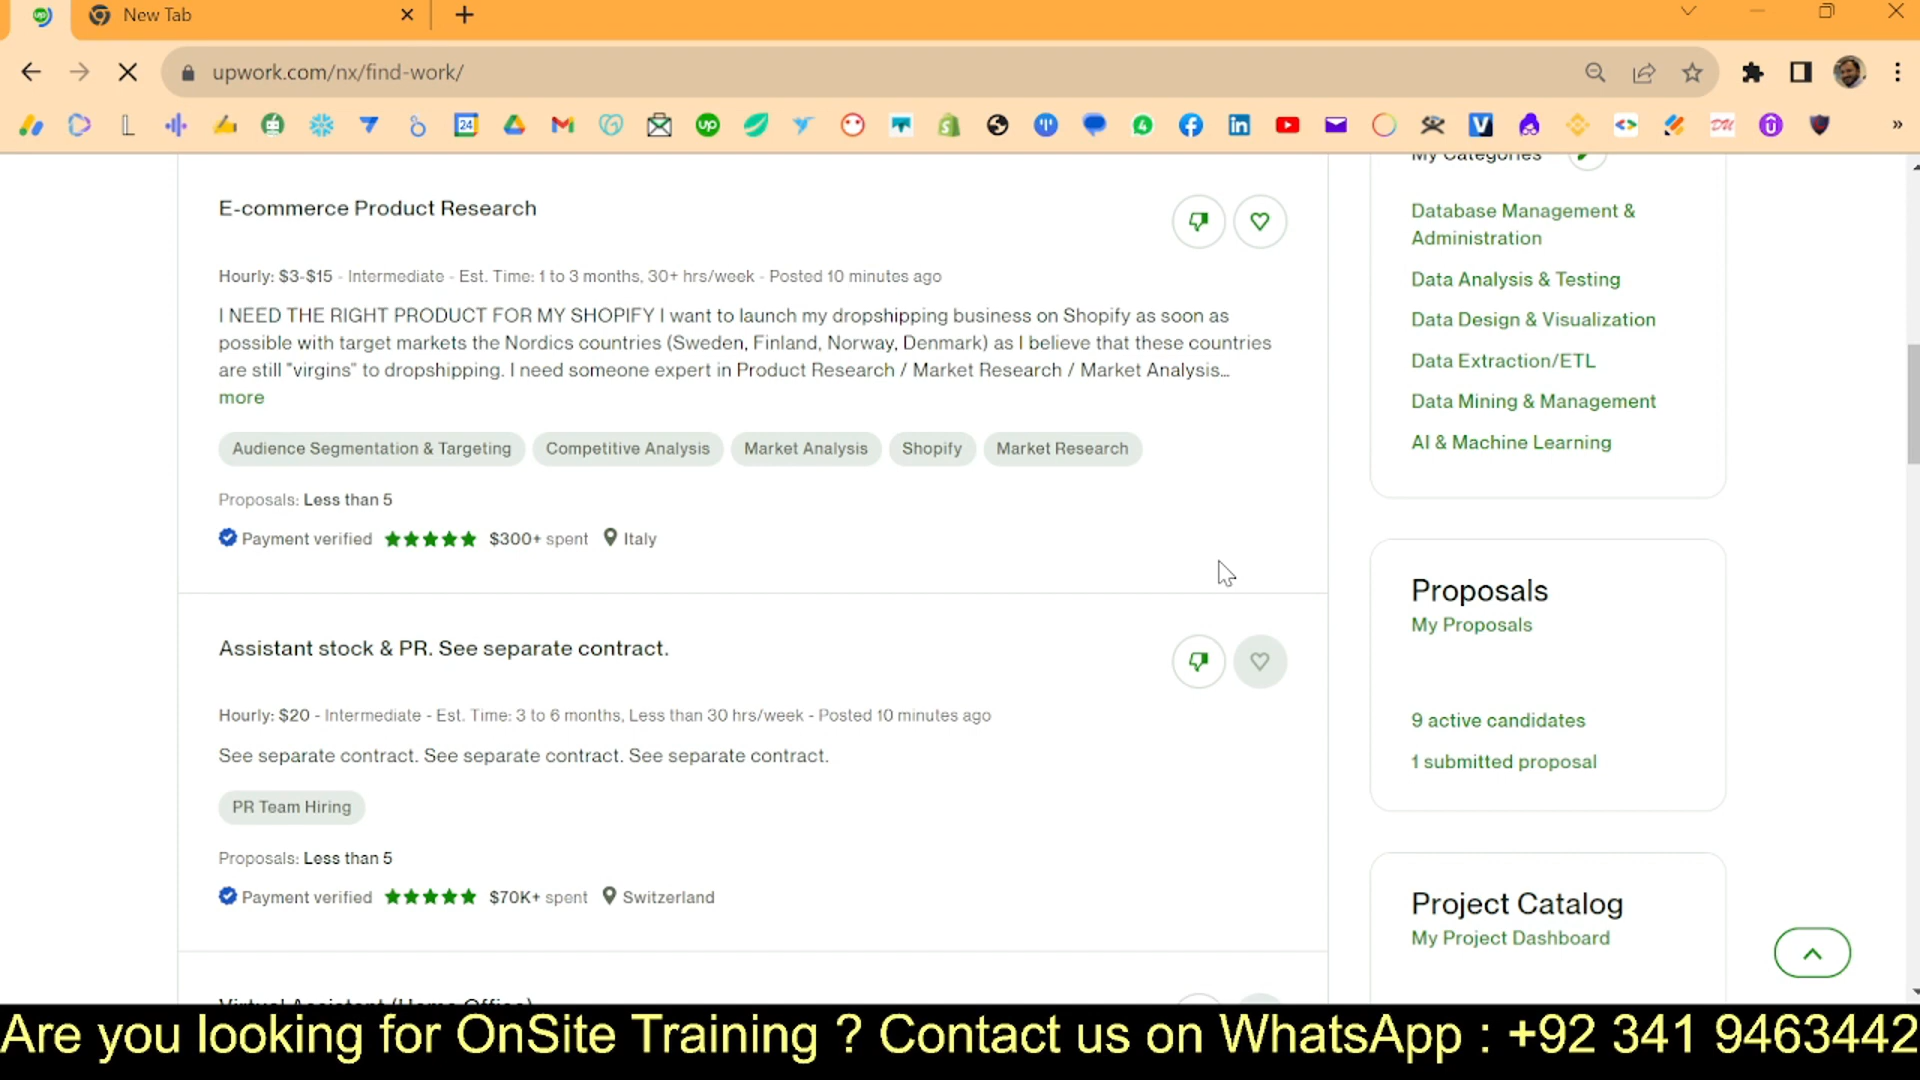 New Tab
upwork.com/nx/find-work/
My Categories
E-commerce Product Research
Hourly: $3-$15 - Intermediate - Est. Time: 1 to 3 months, 30+ hrs/week - Posted 10 minutes ago
I NEED THE RIGHT PRODUCT FOR MY SHOPIFY I want to launch my dropshipping business on Shopify as soon as
possible with target markets the Nordics countries (Sweden, Finland, Norway, Denmark) as I believe that these countries
are still "virgins" to dropshipping. I need someone expert in Product Research / Market Research / Market Analysis...
more
Audience Segmentation & Targeting
Competitive Analysis
Market Analysis
Shopify
Market Research
Proposals: Less than 5
Payment verified $300+ spent Italy
Assistant stock & PR. See separate contract.
Hourly: $20 - Intermediate - Est. Time: 3 to 6 months, Less than 30 hrs/week - Posted 10 minutes ago
See separate contract. See separate contract. See separate contract.
PR Team Hiring
Proposals: Less than 5
Payment verified $70K+ spent Switzerland
Virtual Assistant (Home Office)
Database Management &
Administration
Data Analysis & Testing
Data Design & Visualization
Data Extraction/ETL
Data Mining & Management
AI & Machine Learning
Proposals
My Proposals
9 active candidates
1 submitted proposal
Project Catalog
My Project Dashboard
Are you looking for OnSite Training ? Contact us on WhatsApp : +92 341 9463442